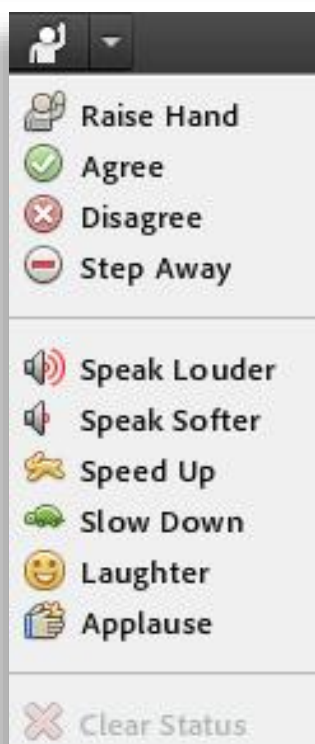 Raise Hand
Agree
Disagree
Step Away
Speak Louder
Speak Softer
Speed Up
Slow Down
Laughter
Applause
Clear Status